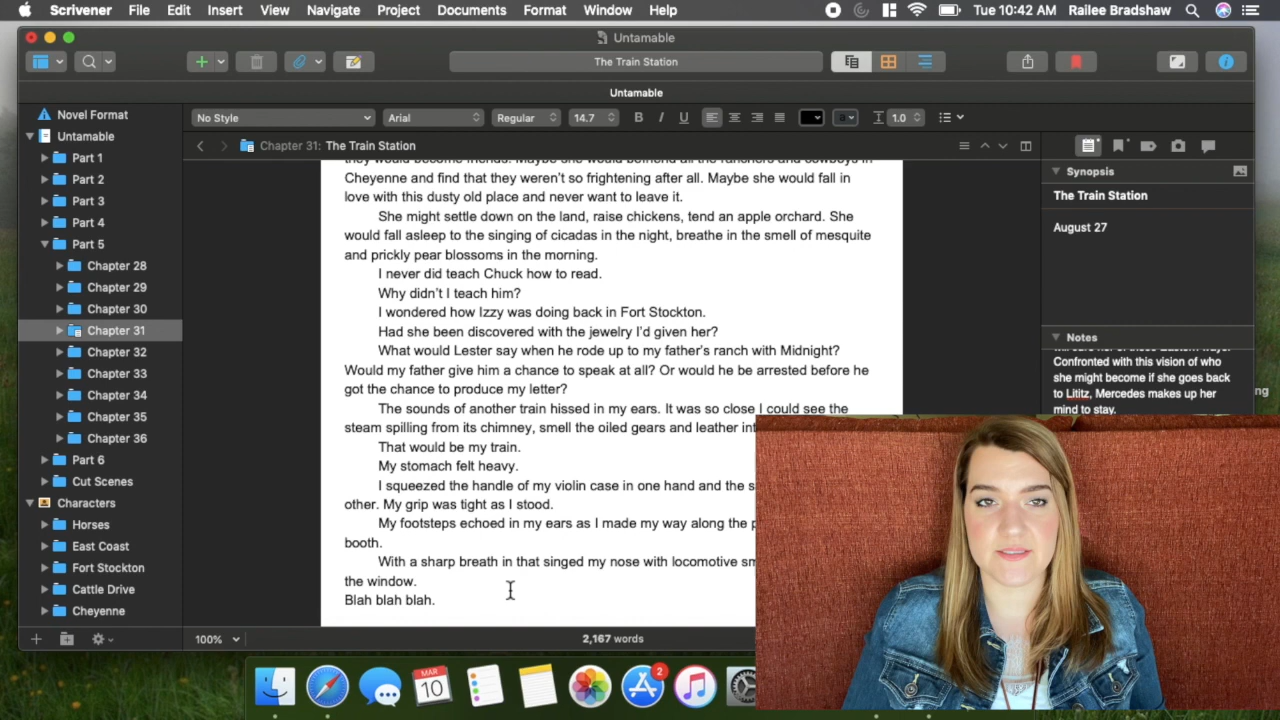 Scrivener File Edit Insert View Navigate Project Documents Format Window Help Tue 10:42 AM Railee Bradshaw
Untamable
The Train Station
Untamable
No Style Arial Regular 14.7 B I U a 1.0
Chapter 31: The Train Station
Novel Format
Untamable
Part 1
Part 2
Part 3
Part 4
Part 5
Chapter 28
Chapter 29
Chapter 30
Chapter 31
Chapter 32
Chapter 33
Chapter 34
Chapter 35
Chapter 36
Part 6
Cut Scenes
Characters
Horses
East Coast
Fort Stockton
Cattle Drive
Cheyenne
they would become friends. Maybe she would befriend all the ranchers and cowboys in
Cheyenne and find that they weren't so frightening after all. Maybe she would fall in
love with this dusty old place and never want to leave it.
She might settle down on the land, raise chickens, tend an apple orchard. She
would fall asleep to the singing of cicadas in the night, breathe in the smell of mesquite
and prickly pear blossoms in the morning.
I never did teach Chuck how to read.
Why didn't I teach him?
I wondered how Izzy was doing back in Fort Stockton.
Had she been discovered with the jewelry I'd given her?
What would Lester say when he rode up to my father's ranch with Midnight?
Would my father give him a chance to speak at all? Or would he be arrested before he
got the chance to produce my letter?
The sounds of another train hissed in my ears. It was so close I could see the
steam spilling from its chimney, smell the oiled gears and leather
That would be my train.
My stomach felt heavy.
I squeezed the handle of my violin case in one hand and the
other. My grip was tight as I stood.
My footsteps echoed in my ears as I made my way along the
booth.
With a sharp breath in that singed my nose with locomotive
the window.
Blah blah blah.
100% 2,167 words
Synopsis
The Train Station
August 27
Notes
Confronted with this vision of who
she might become if she goes back
to Lititz, Mercedes makes up her
mind to stay.
MAR
10
2